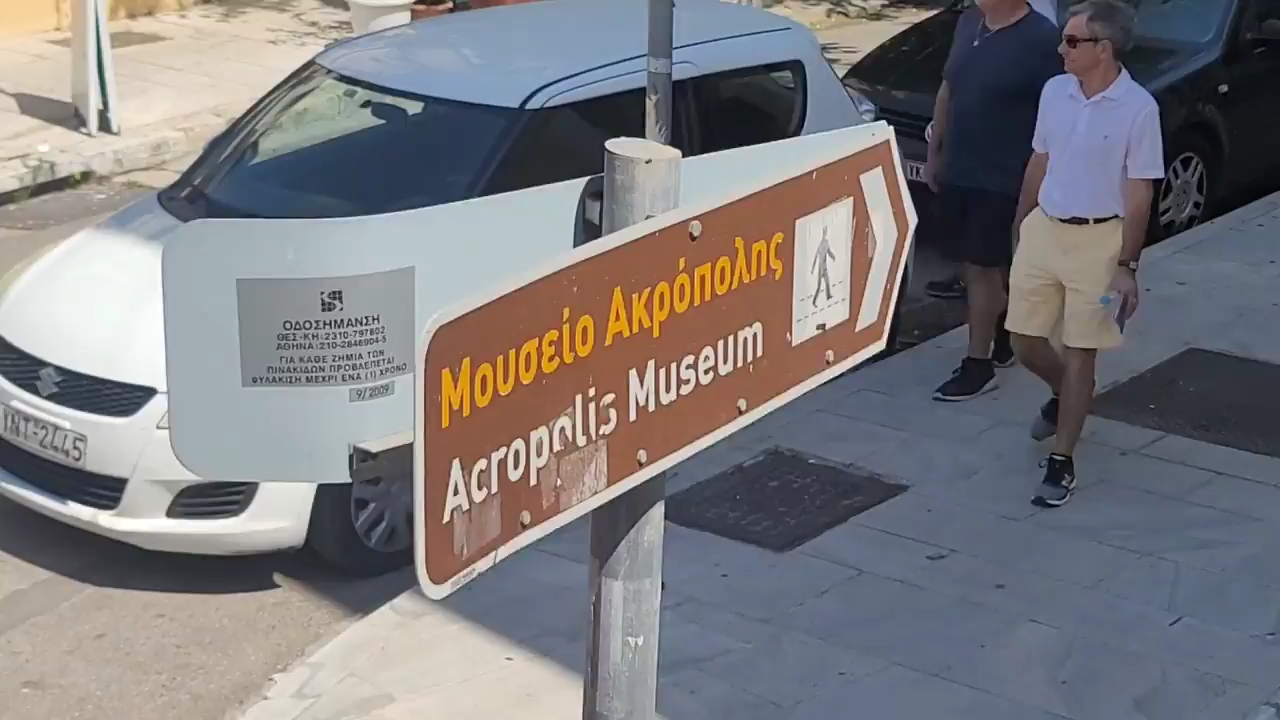 Μουσείο Ακρόπολης
Acropolis Museum
ΟΔΟΣΗΜΑΝΣΗ
ΘΕΣ-ΚΗ:2310-797802
ΑΘΗΝΑ:210-2846904-5
ΓΙΑ ΚΑΘΕ ΖΗΜΙΑ ΤΩΝ
ΠΙΝΑΚΙΔΩΝ ΠΡΟΒΛΕΠΕΤΑΙ
ΦΥΛΑΚΙΣΗ ΜΕΧΡΙ ΕΝΑ (1) ΧΡΟΝΟ
9/2009
YNT-2445